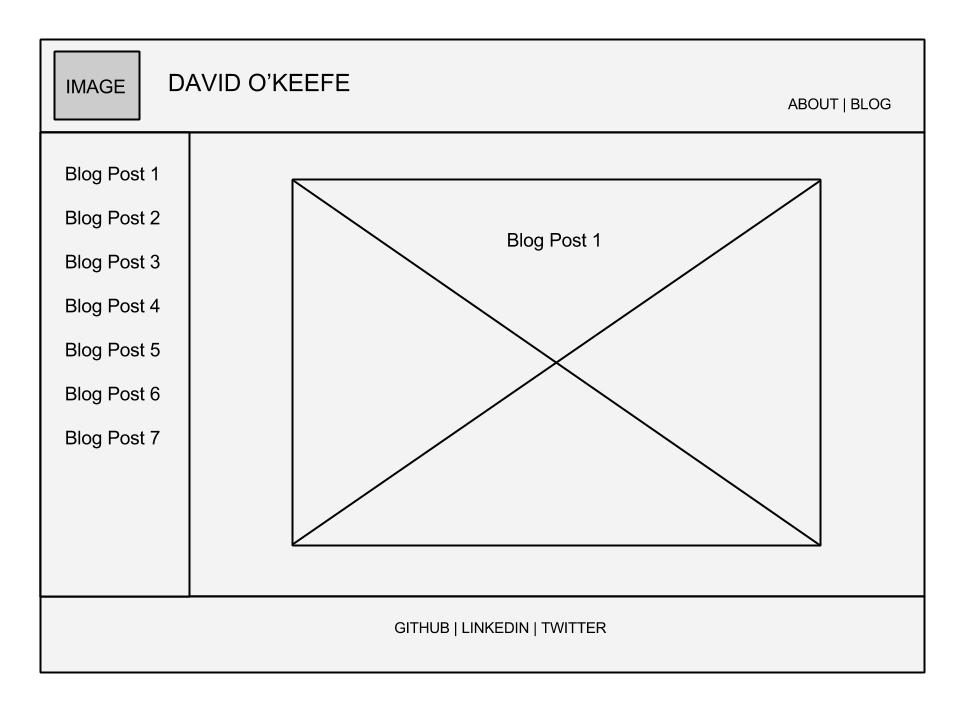 IMAGE
DAVID O’KEEFE
ABOUT | BLOG
Blog Post 1
Blog Post 2
Blog Post 3
Blog Post 4
Blog Post 5
Blog Post 6
Blog Post 7
Blog Post 1
GITHUB | LINKEDIN | TWITTER